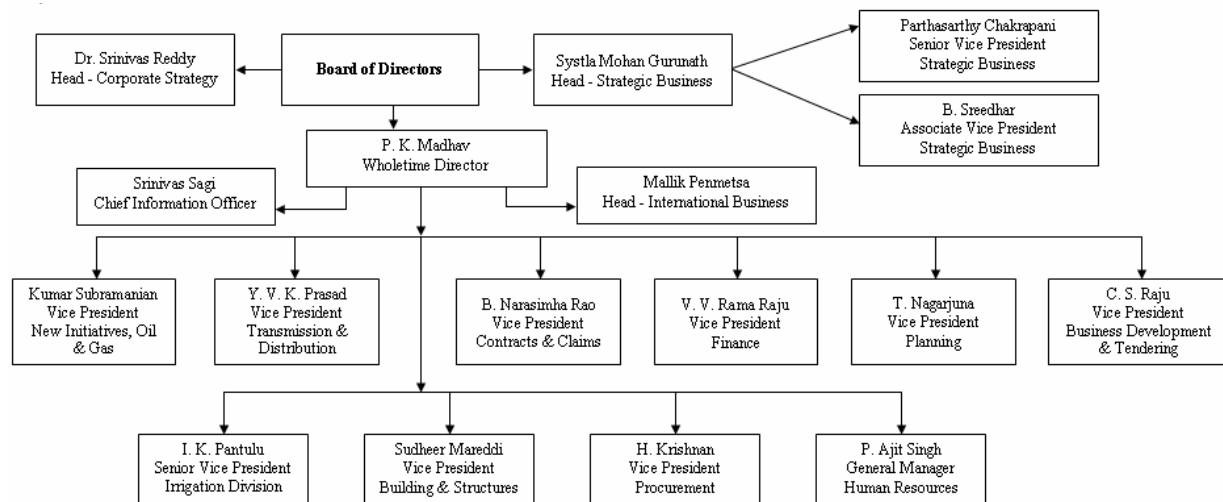 Dr. Srinivas Reddy
Head - Corporate Strategy
Board of Directors
Systla Mohan Gurunath
Head - Strategic Business
Parthasarthy Chakrapani
Senior Vice President
Strategic Business
B. Sreedhar
Associate Vice President
Strategic Business
P. K. Madhav
Wholetime Director
Srinivas Sagi
Chief Information Officer
Mallik Penmetsa
Head - International Business
Kumar Subramanian
Vice President
New Initiatives, Oil
& Gas
Y. V. K. Prasad
Vice President
Transmission &
Distribution
B. Narasimha Rao
Vice President
Contracts & Claims
V. V. Rama Raju
Vice President
Finance
T. Nagarjuna
Vice President
Planning
C. S. Raju
Vice President
Business Development
& Tendering
I. K. Pantulu
Senior Vice President
Irrigation Division
Sudheer Mareddi
Vice President
Building & Structures
H. Krishnan
Vice President
Procurement
P. Ajit Singh
General Manager
Human Resources